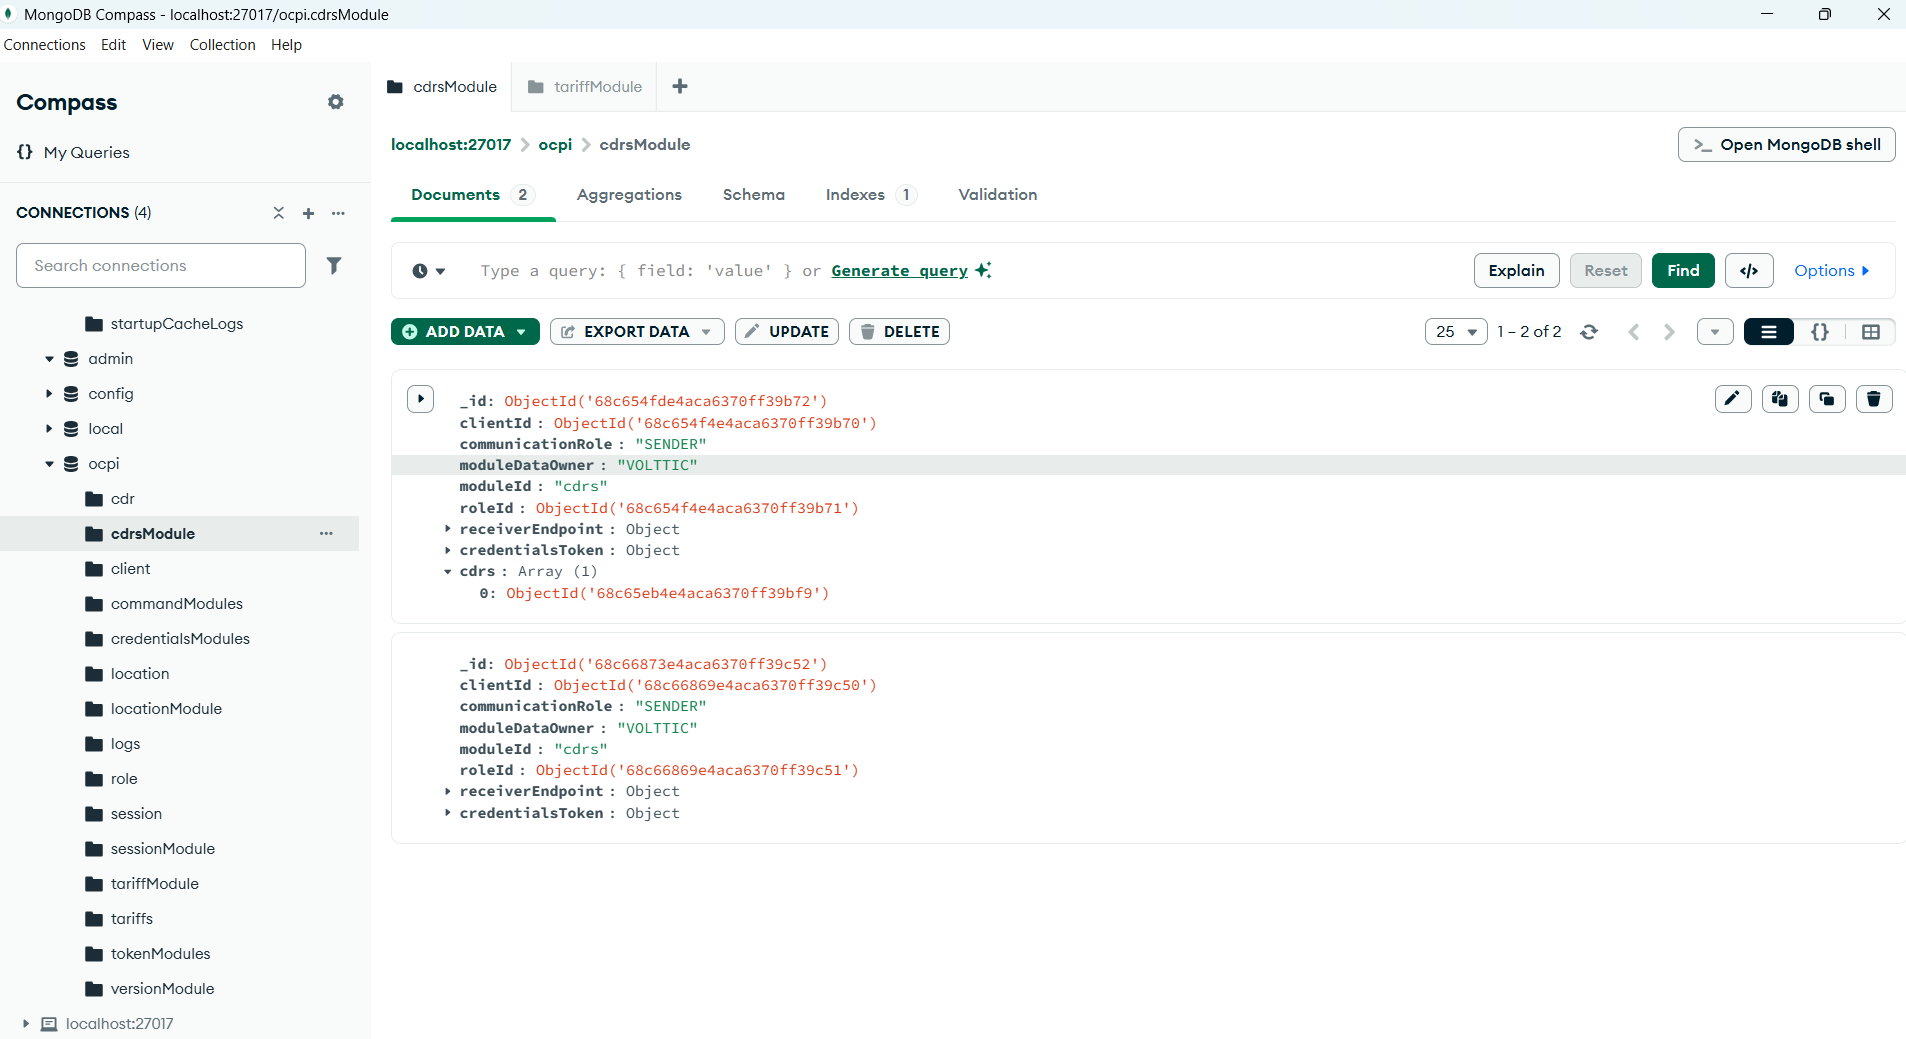 MongoDB Compass - localhost:27017/ocpi.cdrsModule
Connections Edit View Collection Help
Compass
My Queries
CONNECTIONS (4)
Search connections
startupCacheLogs
admin
config
local
ocpi
cdr
cdrsModule
client
commandModules
credentialsModules
location
locationModule
logs
role
session
sessionModule
tariffModule
tariffs
tokenModules
versionModule
localhost:27017
cdrsModule tariffModule
localhost:27017 > ocpi > cdrsModule
>_ Open MongoDB shell
Documents 2 Aggregations Schema Indexes 1 Validation
Type a query: { field: 'value' } or Generate query
Explain Reset Find </> Options
ADD DATA EXPORT DATA UPDATE DELETE
25 1 – 2 of 2 {}
_id: ObjectId('68c654fde4aca6370ff39b72')
clientId : ObjectId('68c654f4e4aca6370ff39b70')
communicationRole : "SENDER"
moduleDataOwner : "VOLTTIC"
moduleId : "cdrs"
roleId : ObjectId('68c654f4e4aca6370ff39b71')
receiverEndpoint : Object
credentialsToken : Object
cdrs : Array (1)
0: ObjectId('68c65eb4e4aca6370ff39bf9')
_id: ObjectId('68c66873e4aca6370ff39c52')
clientId : ObjectId('68c66869e4aca6370ff39c50')
communicationRole : "SENDER"
moduleDataOwner : "VOLTTIC"
moduleId : "cdrs"
roleId : ObjectId('68c66869e4aca6370ff39c51')
receiverEndpoint : Object
credentialsToken : Object